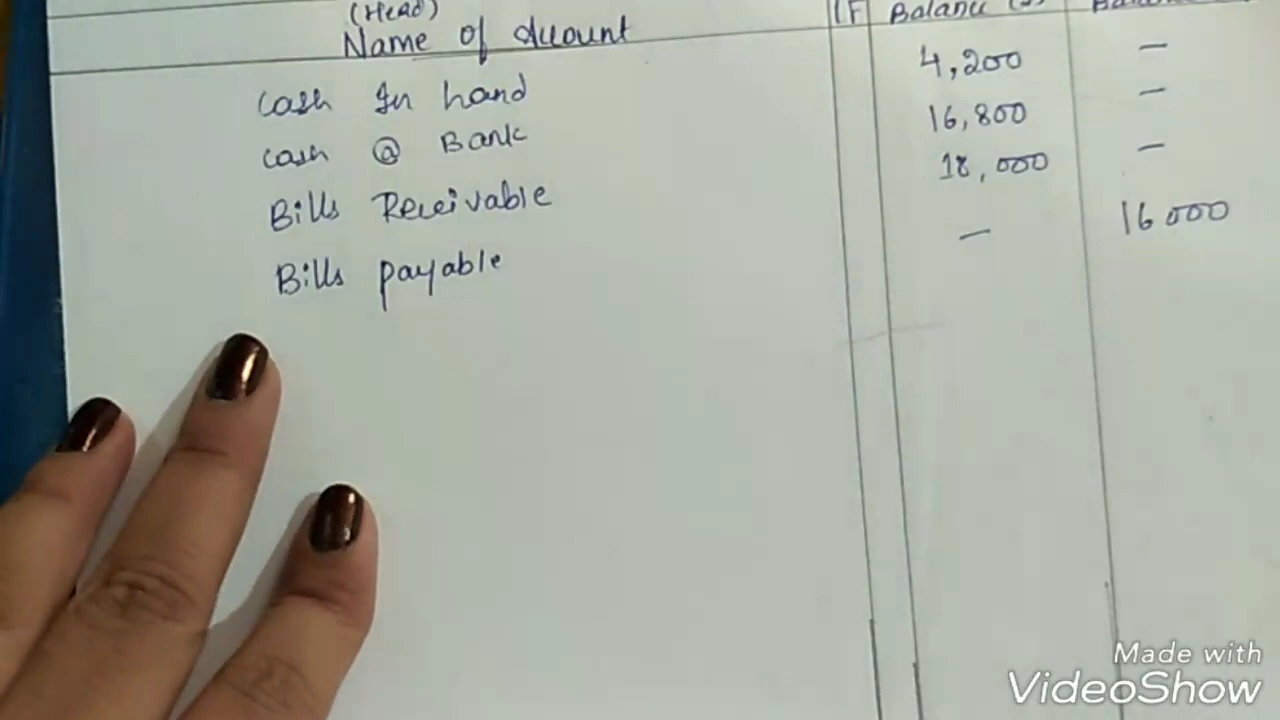 (Head)
Name of Account LF Balance
Cash In hand 4,200 —
Cash @ Bank 16,800 —
Bills Receivable 18,000 —
Bills payable — 16000
Made with
VideoShow